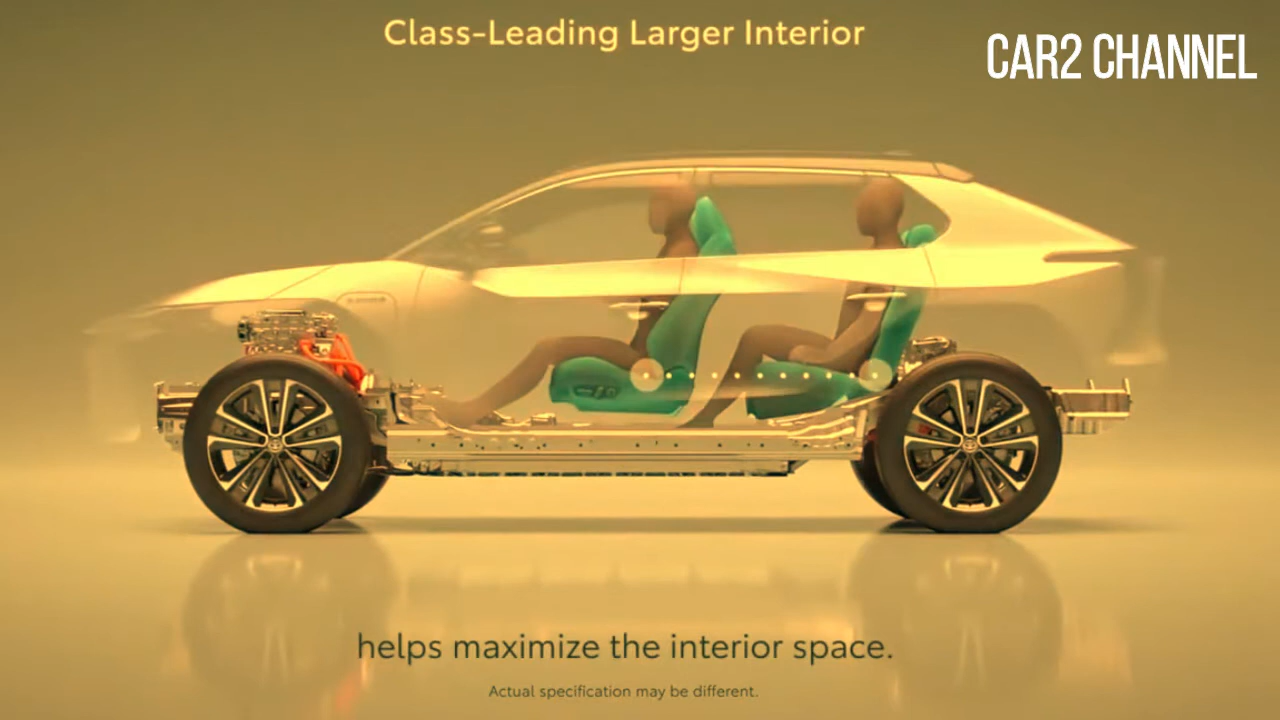 Class-Leading Larger Interior
CAR2 CHANNEL
helps maximize the interior space.
Actual specification may be different.